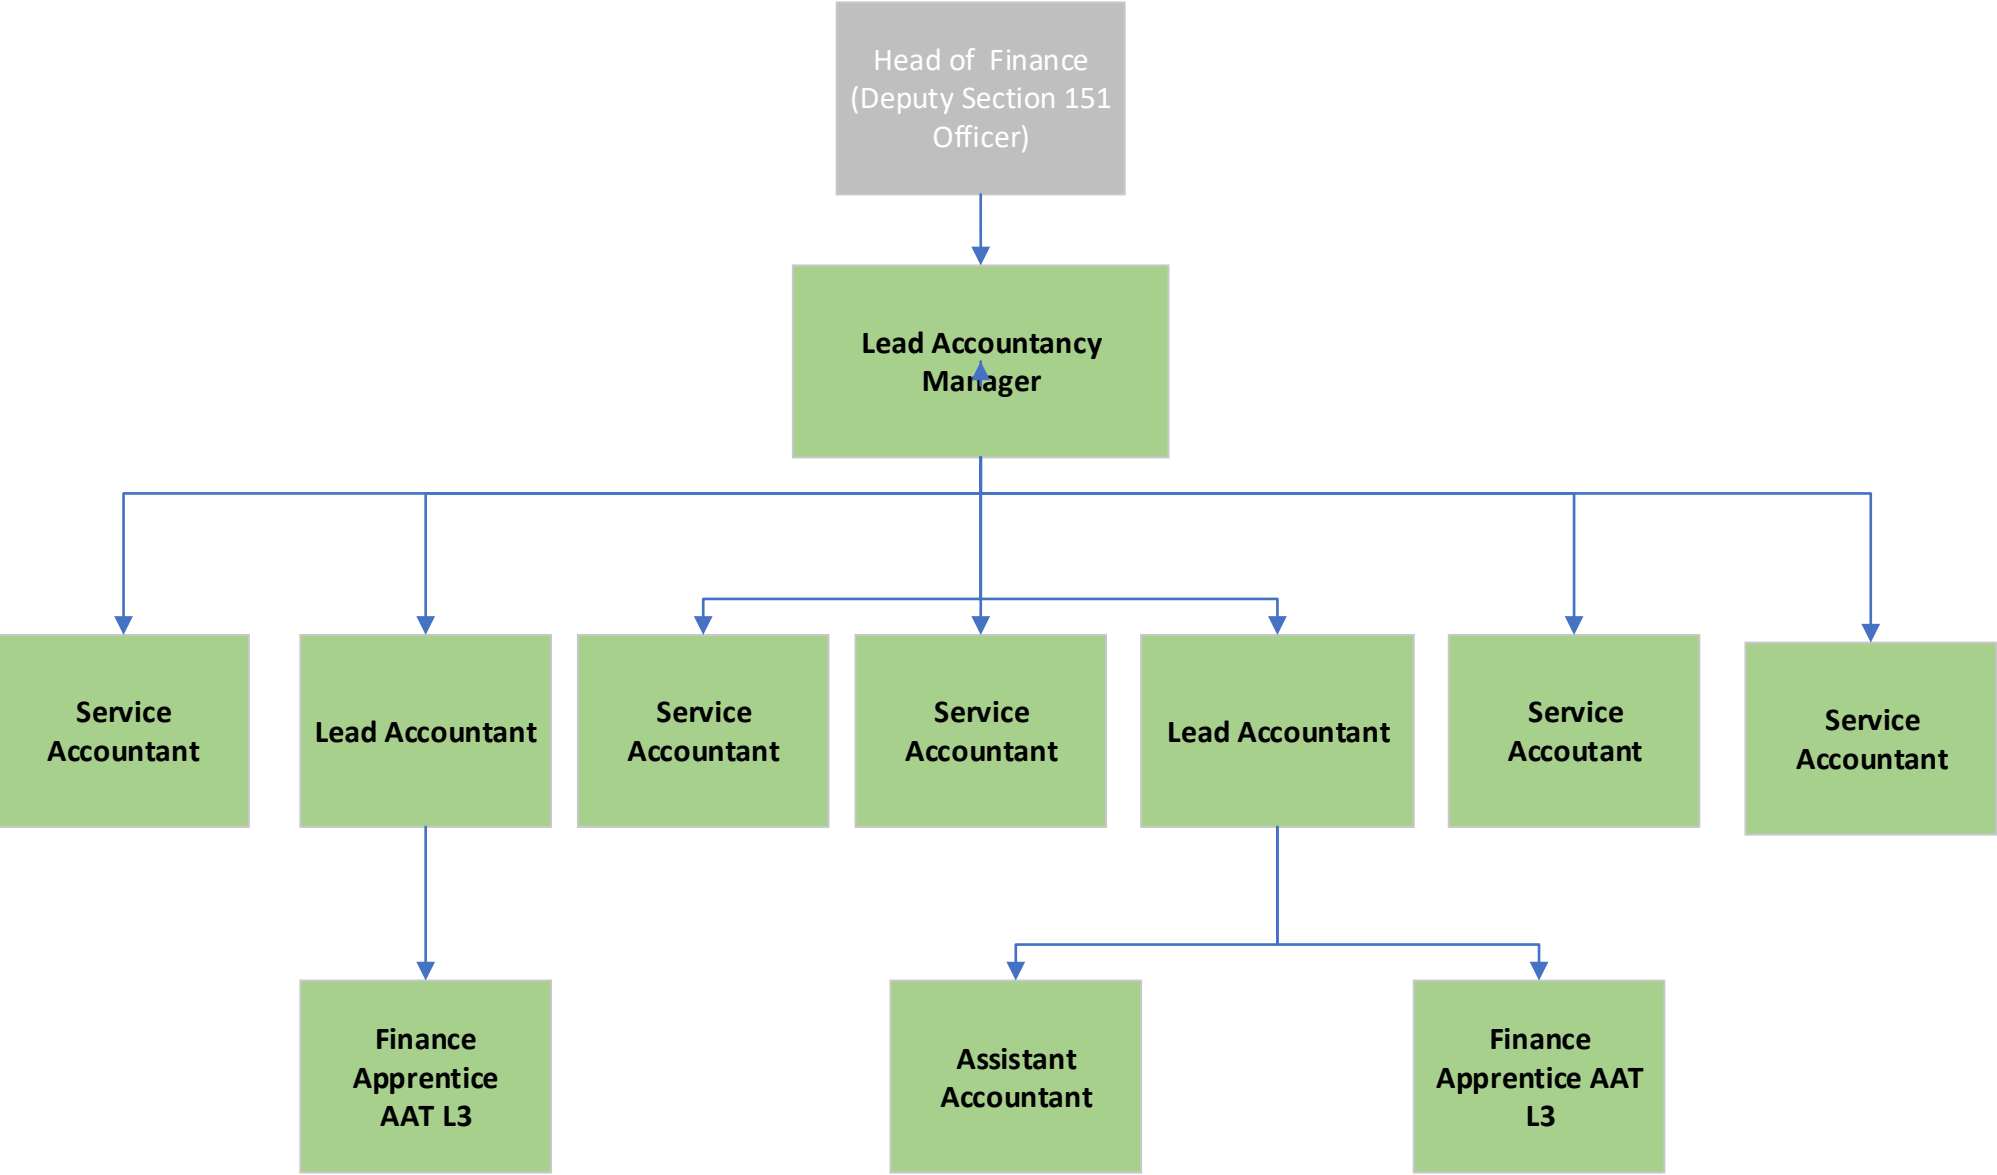 Head of Finance
(Deputy Section 151
Officer)
Lead Accountancy
Manager
Service
Accountant
Lead Accountant
Service
Accountant
Service
Accountant
Lead Accountant
Service
Accoutant
Service
Accountant
Finance
Apprentice
AAT L3
Assistant
Accountant
Finance
Apprentice AAT
L3